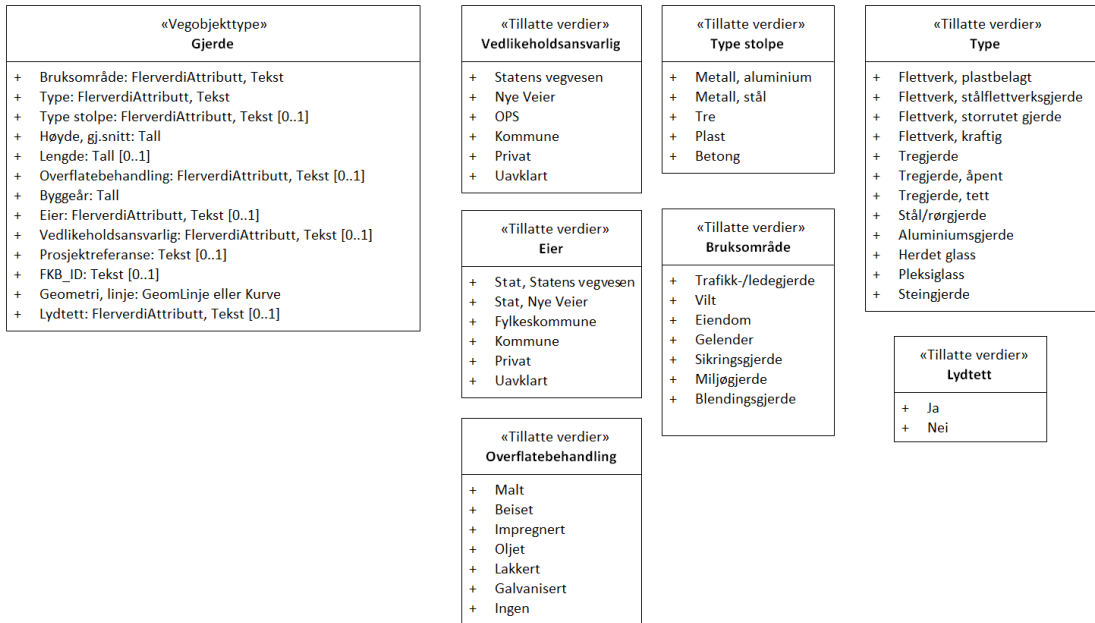 «Vegobjekttype»
Gjerde
+ Bruksområde: FlerverdiAttributt, Tekst
+ Type: FlerverdiAttributt, Tekst
+ Type stolpe: FlerverdiAttributt, Tekst [0..1]
+ Høyde, gj.snitt: Tall
+ Lengde: Tall [0..1]
+ Overflatebehandling: FlerverdiAttributt, Tekst [0..1]
+ Byggeår: Tall
+ Eier: FlerverdiAttributt, Tekst [0..1]
+ Vedlikeholdsansvarlig: FlerverdiAttributt, Tekst [0..1]
+ Prosjektreferanse: Tekst [0..1]
+ FKB_ID: Tekst [0..1]
+ Geometri, linje: GeomLinje eller Kurve
+ Lydtett: FlerverdiAttributt, Tekst [0..1]
«Tillatte verdier»
Vedlikeholdsansvarlig
+ Statens vegvesen
+ Nye Veier
+ OPS
+ Kommune
+ Privat
+ Uavklart
«Tillatte verdier»
Eier
+ Stat, Statens vegvesen
+ Stat, Nye Veier
+ Fylkeskommune
+ Kommune
+ Privat
+ Uavklart
«Tillatte verdier»
Overflatebehandling
+ Malt
+ Beiset
+ Impregnert
+ Oljet
+ Lakkert
+ Galvanisert
+ Ingen
«Tillatte verdier»
Type stolpe
+ Metall, aluminium
+ Metall, stål
+ Tre
+ Plast
+ Betong
«Tillatte verdier»
Bruksområde
+ Trafikk-/ledegjerde
+ Vilt
+ Eiendom
+ Gelender
+ Sikringsgjerde
+ Miljøgjerde
+ Blendingsgjerde
«Tillatte verdier»
Type
+ Flettverk, plastbelagt
+ Flettverk, stålflettverksgjerde
+ Flettverk, storrutet gjerde
+ Flettverk, kraftig
+ Tregjerde
+ Tregjerde, åpent
+ Tregjerde, tett
+ Stål/rørgjerde
+ Aluminiumsgjerde
+ Herdet glass
+ Pleksiglass
+ Steingjerde
«Tillatte verdier»
Lydtett
+ Ja
+ Nei